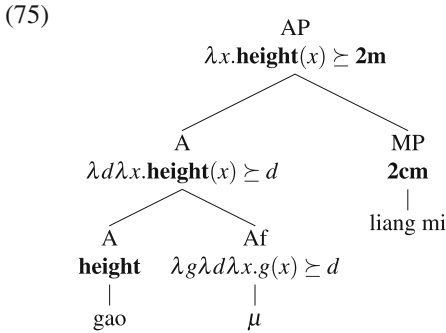 (75)
AP
λx.height(x) ⪰ 2m
A MP
λdλx.height(x) ⪰ d 2cm
liang mi
A Af
height λgλdλx.g(x) ⪰ d
gao μ